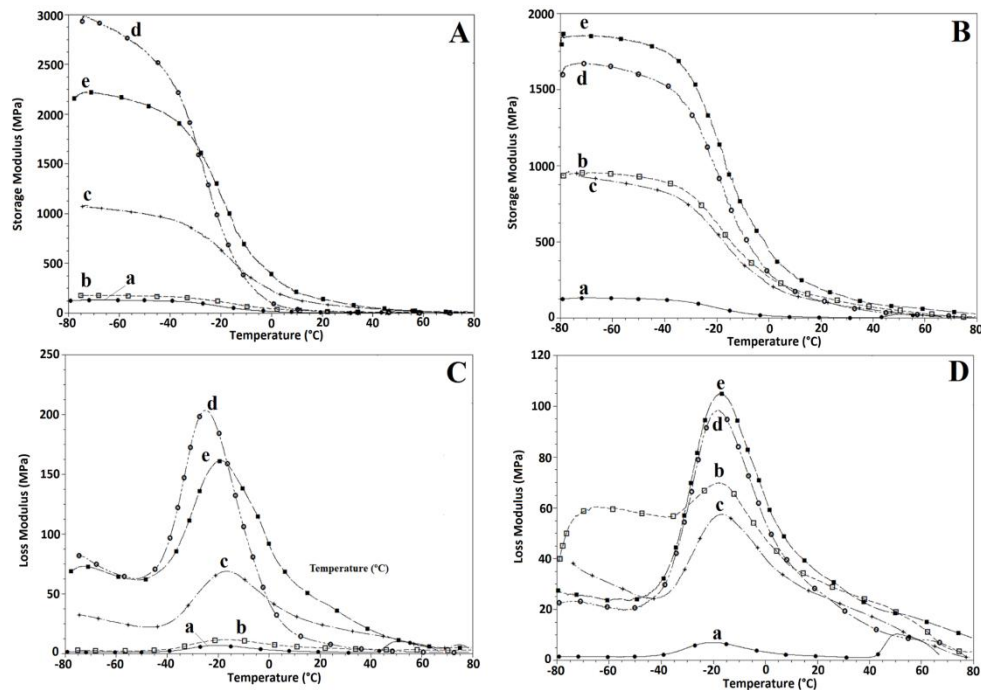 A
3000
2500
2000
1500
1000
500
0
-80 -60 -40 -20 0 20 40 60 80
Storage Modulus (MPa)
Temperature (°C)
d
e
c
b
a
B
2000
1500
1000
500
0
-80 -60 -40 -20 0 20 40 60 80
Storage Modulus (MPa)
Temperature (°C)
e
d
b
c
a
C
250
200
150
100
50
0
-80 -60 -40 -20 0 20 40 60 80
Loss Modulus (MPa)
Temperature (°C)
Temperature (°C)
d
e
c
a
b
D
120
100
80
60
40
20
0
-80 -60 -40 -20 0 20 40 60 80
Loss Modulus (MPa)
Temperature (°C)
e
d
b
c
a